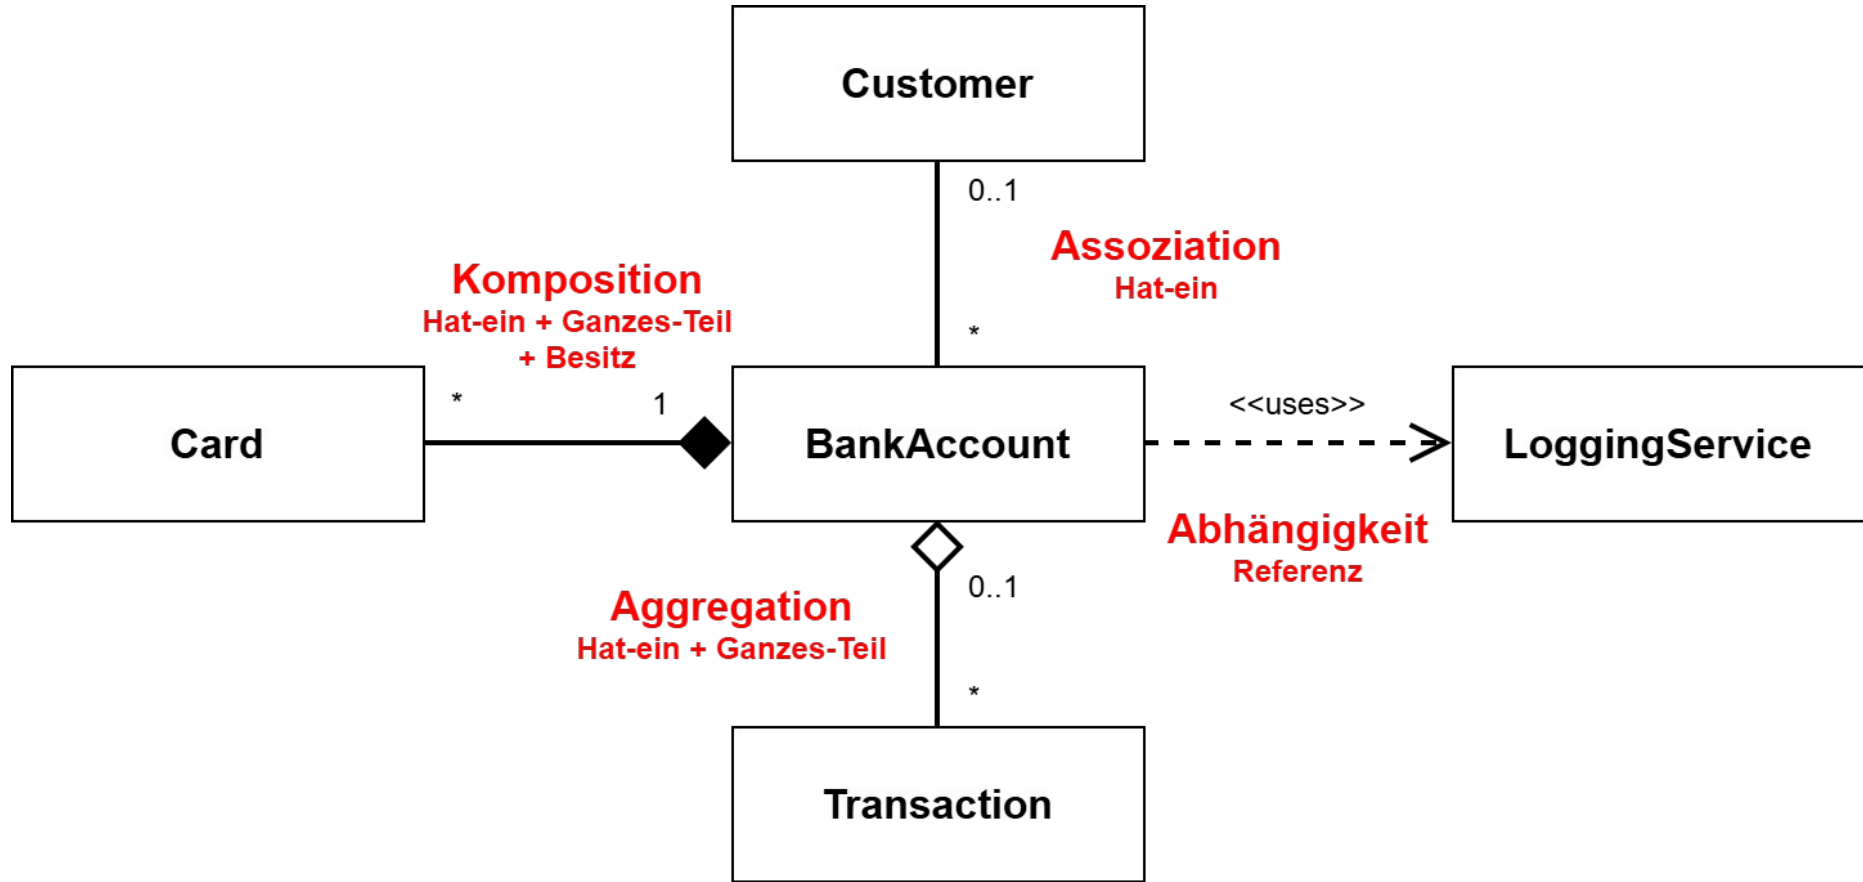 Customer
0..1
Assoziation
Hat-ein
*
Komposition
Hat-ein + Ganzes-Teil
+ Besitz
Card
*
1
BankAccount
<<uses>>
LoggingService
Abhängigkeit
Referenz
Aggregation
Hat-ein + Ganzes-Teil
0..1
*
Transaction